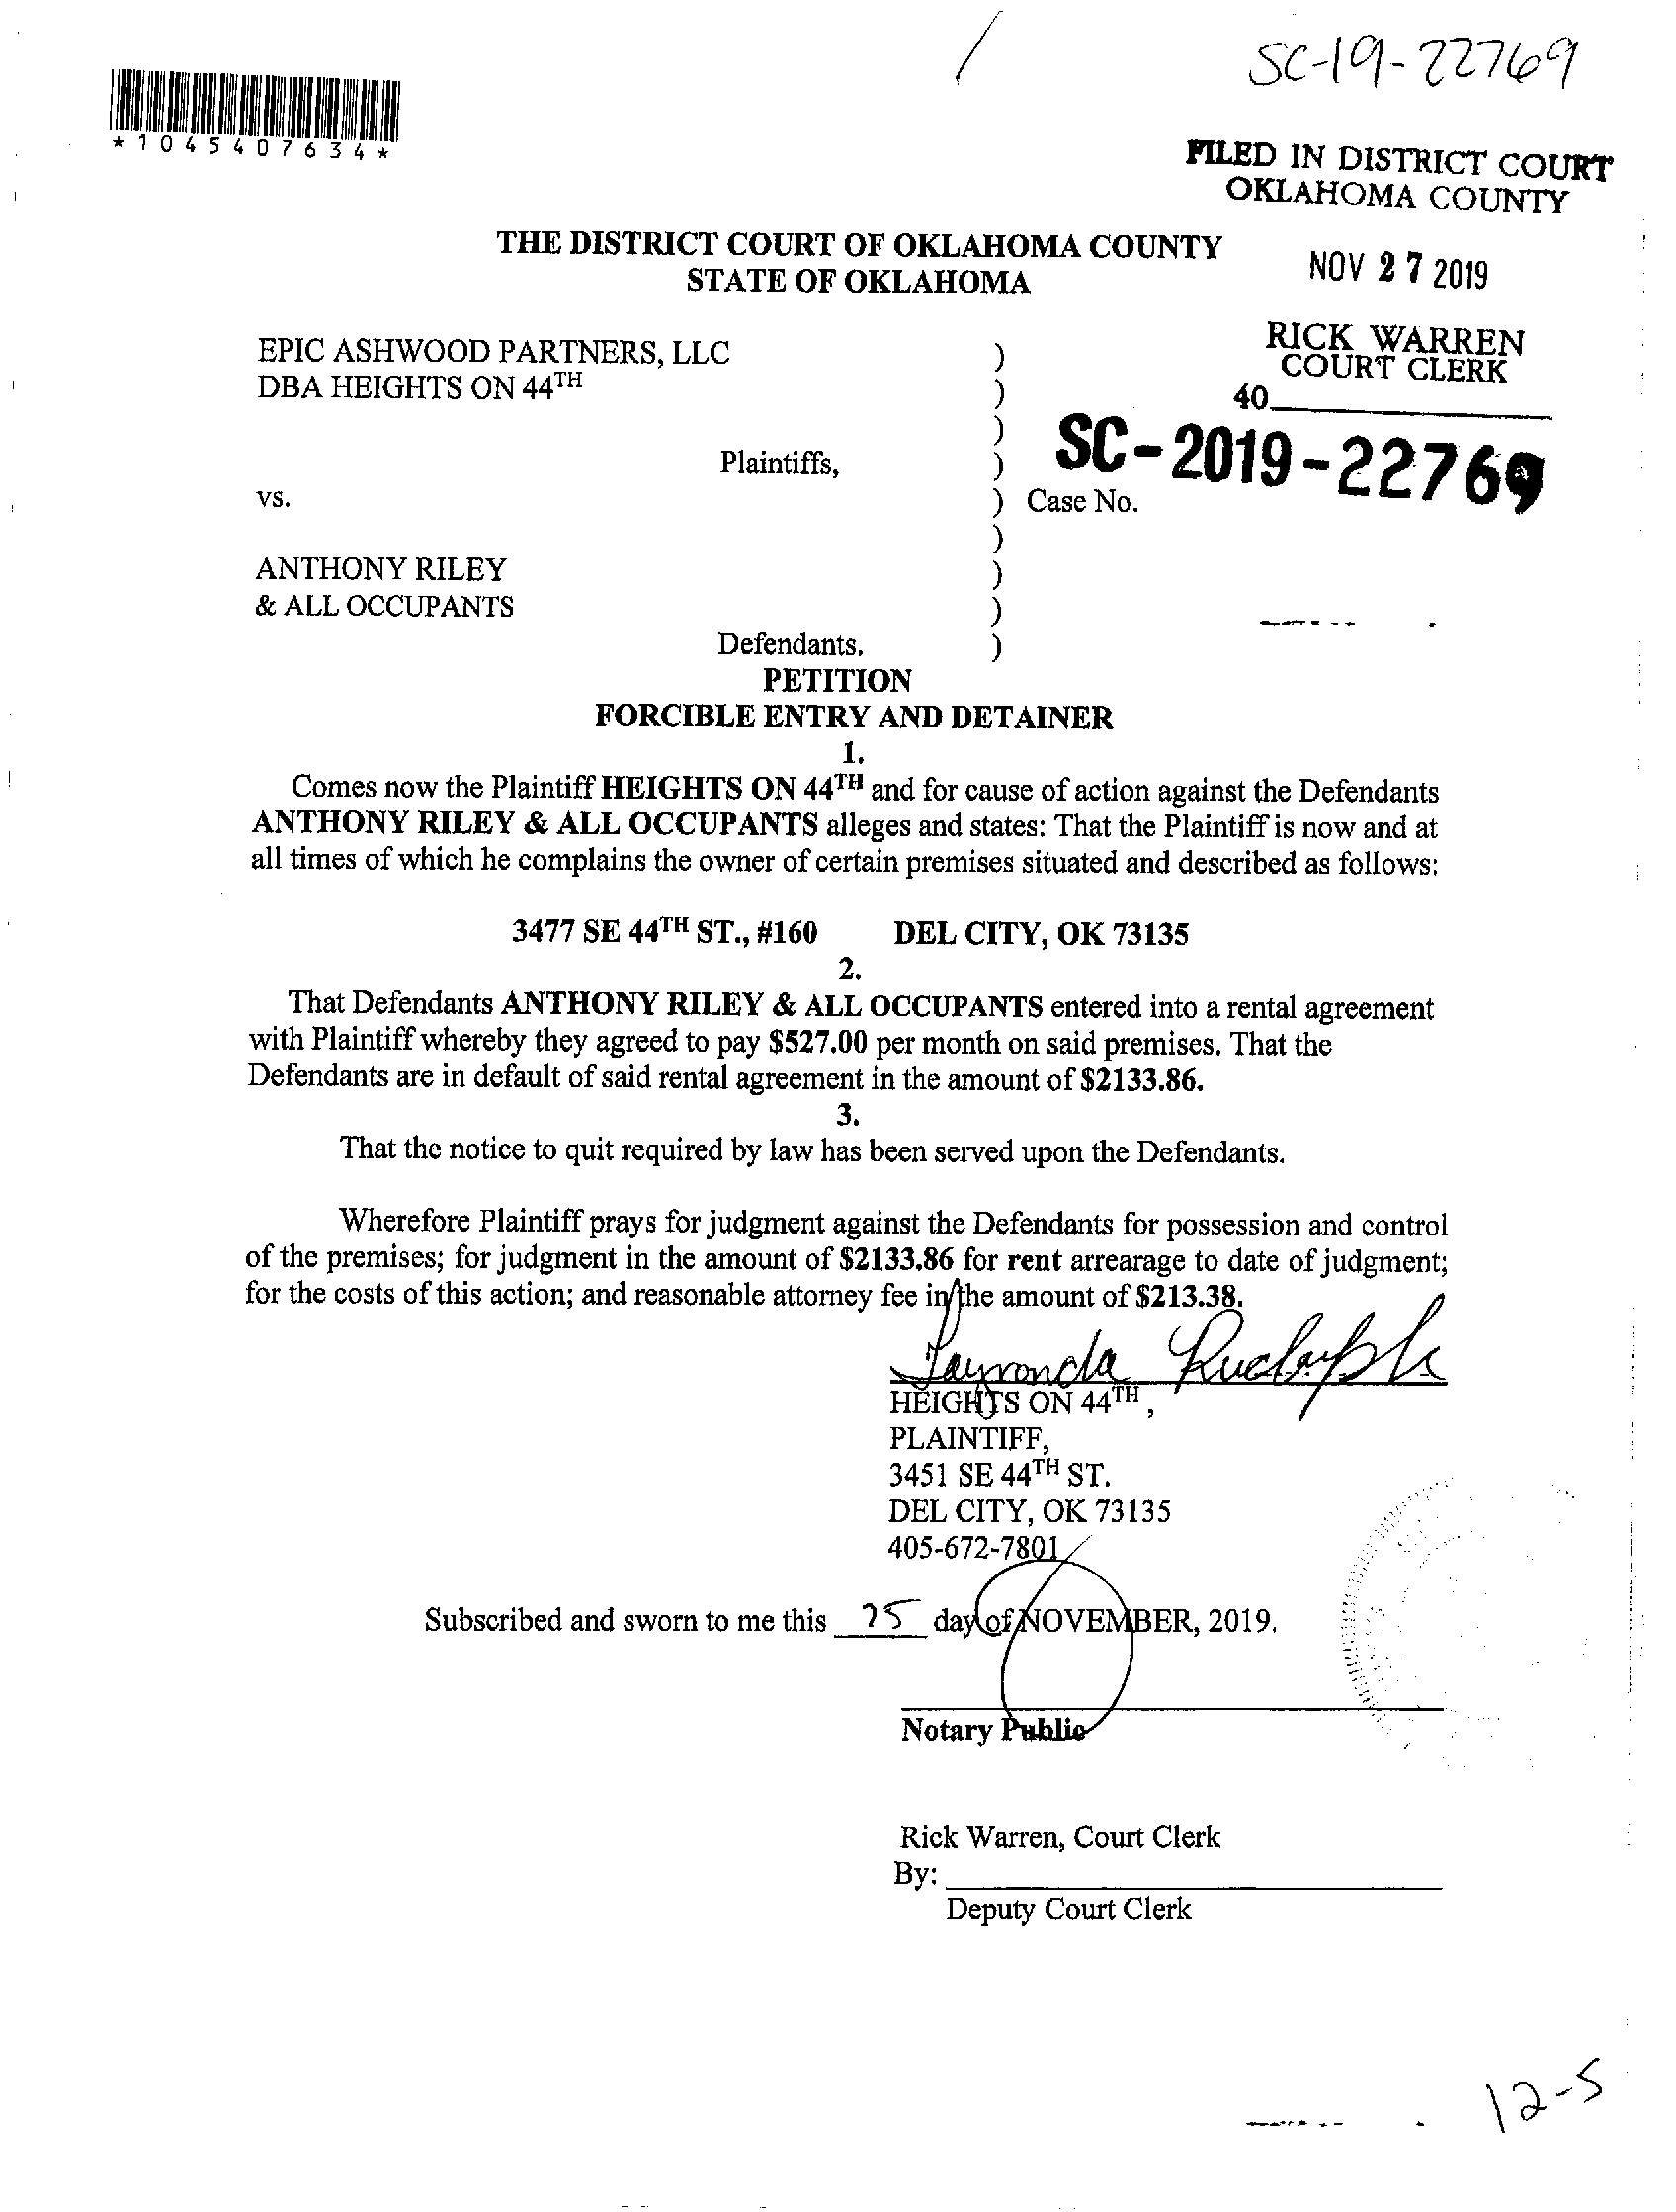 SC-19-22769
*1045407634*
FILED IN DISTRICT COURT
OKLAHOMA COUNTY
THE DISTRICT COURT OF OKLAHOMA COUNTY
STATE OF OKLAHOMA
NOV 27 2019
RICK WARREN
COURT CLERK
40
EPIC ASHWOOD PARTNERS, LLC )
DBA HEIGHTS ON 44TH )
)
Plaintiffs, )
SC-2019-22769
vs. ) Case No.
)
ANTHONY RILEY )
& ALL OCCUPANTS )
Defendants. )
PETITION
FORCIBLE ENTRY AND DETAINER
1.
Comes now the Plaintiff HEIGHTS ON 44TH and for cause of action against the Defendants
ANTHONY RILEY & ALL OCCUPANTS alleges and states: That the Plaintiff is now and at
all times of which he complains the owner of certain premises situated and described as follows:
3477 SE 44TH ST., #160 DEL CITY, OK 73135
2.
That Defendants ANTHONY RILEY & ALL OCCUPANTS entered into a rental agreement
with Plaintiff whereby they agreed to pay $527.00 per month on said premises. That the
Defendants are in default of said rental agreement in the amount of $2133.86.
3.
That the notice to quit required by law has been served upon the Defendants.
Wherefore Plaintiff prays for judgment against the Defendants for possession and control
of the premises; for judgment in the amount of $2133.86 for rent arrearage to date of judgment;
for the costs of this action; and reasonable attorney fee in the amount of $213.38.
Rudolph
HEIGHTS ON 44TH,
PLAINTIFF,
3451 SE 44TH ST.
DEL CITY, OK 73135
405-672-7801
Subscribed and sworn to me this 25 day of NOVEMBER, 2019.
Notary Public
Rick Warren, Court Clerk
By:
Deputy Court Clerk
12-5